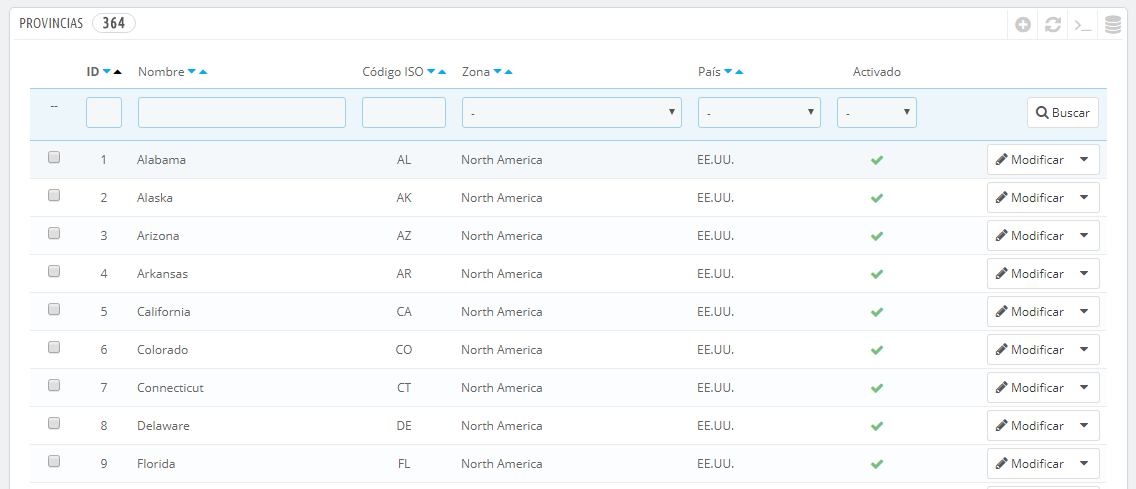 PROVINCIAS 364
ID Nombre Código ISO Zona País Activado
-- - - - Buscar
1 Alabama AL North America EE.UU. Modificar
2 Alaska AK North America EE.UU. Modificar
3 Arizona AZ North America EE.UU. Modificar
4 Arkansas AR North America EE.UU. Modificar
5 California CA North America EE.UU. Modificar
6 Colorado CO North America EE.UU. Modificar
7 Connecticut CT North America EE.UU. Modificar
8 Delaware DE North America EE.UU. Modificar
9 Florida FL North America EE.UU. Modificar